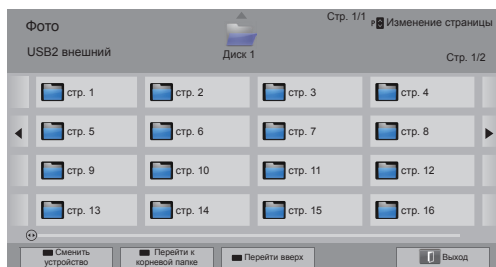 Фото
Стр. 1/1
P Изменение страницы
USB2 внешний
Диск 1
Стр. 1/2
стр. 1
стр. 2
стр. 3
стр. 4
стр. 5
стр. 6
стр. 7
стр. 8
стр. 9
стр. 10
стр. 11
стр. 12
стр. 13
стр. 14
стр. 15
стр. 16
Сменить
устройство
Перейти к
корневой папке
Перейти вверх
Выход